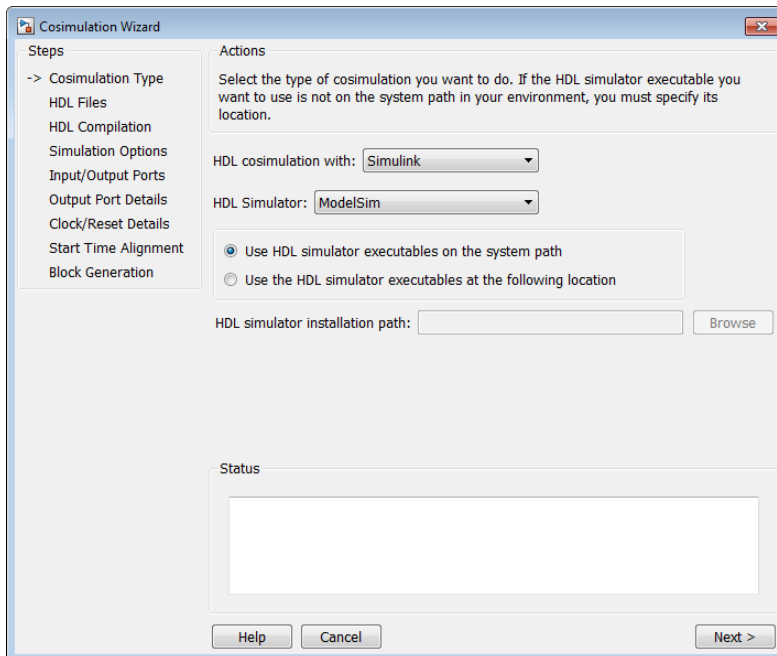 Cosimulation Wizard
Steps
-> Cosimulation Type
HDL Files
HDL Compilation
Simulation Options
Input/Output Ports
Output Port Details
Clock/Reset Details
Start Time Alignment
Block Generation
Actions
Select the type of cosimulation you want to do. If the HDL simulator executable you
want to use is not on the system path in your environment, you must specify its
location.
HDL cosimulation with: Simulink
HDL Simulator: ModelSim
Use HDL simulator executables on the system path
Use the HDL simulator executables at the following location
HDL simulator installation path: Browse
Status
Help Cancel Next >